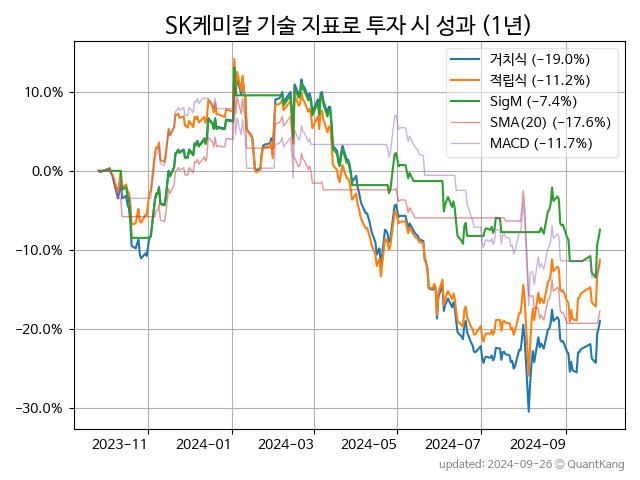 SK케미칼 기술 지표로 투자 시 성과 (1년)
거치식 (-19.0%)
적립식 (-11.2%)
SigM (-7.4%)
SMA(20) (-17.6%)
MACD (-11.7%)
10.0%
0.0%
-10.0%
-20.0%
-30.0%
2023-11 2024-01 2024-03 2024-05 2024-07 2024-09
updated: 2024-09-26 © QuantKang